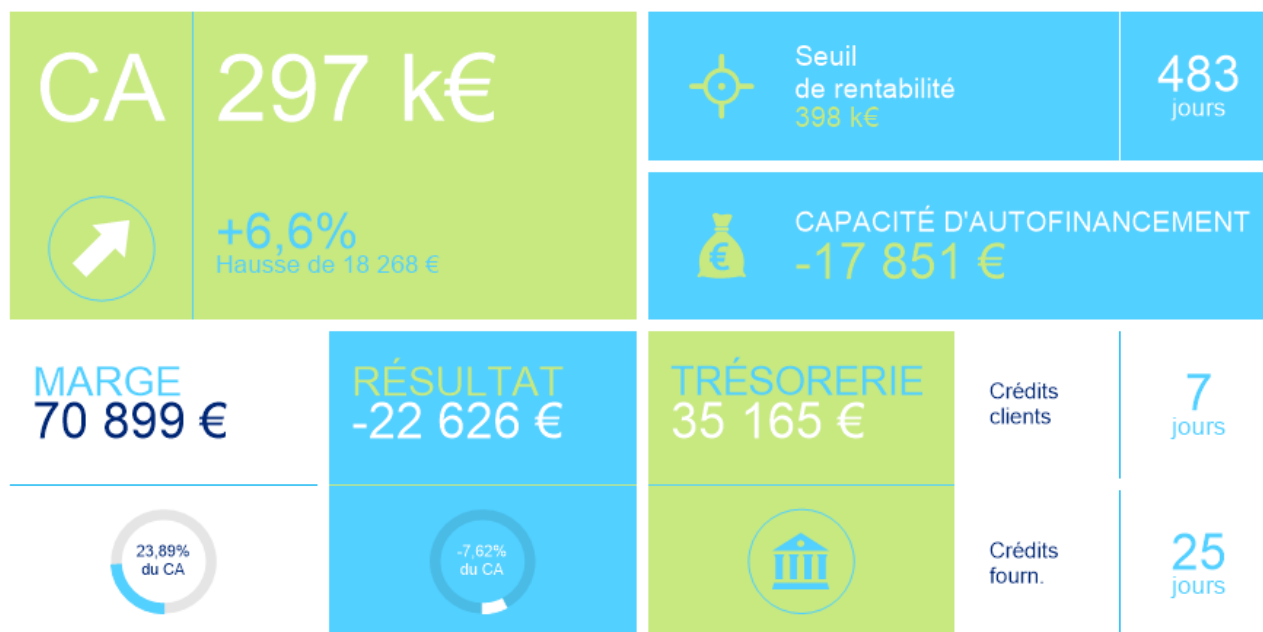 CA
297 k€
+6,6%
Hausse de 18 268 €
Seuil
de rentabilité
398 k€
483
jours
€
CAPACITÉ D'AUTOFINANCEMENT
-17 851 €
MARGE
70 899 €
23,89%
du CA
RÉSULTAT
-22 626 €
-7,62%
du CA
TRÉSORERIE
35 165 €
Crédits
clients
7
jours
Crédits
fourn.
25
jours